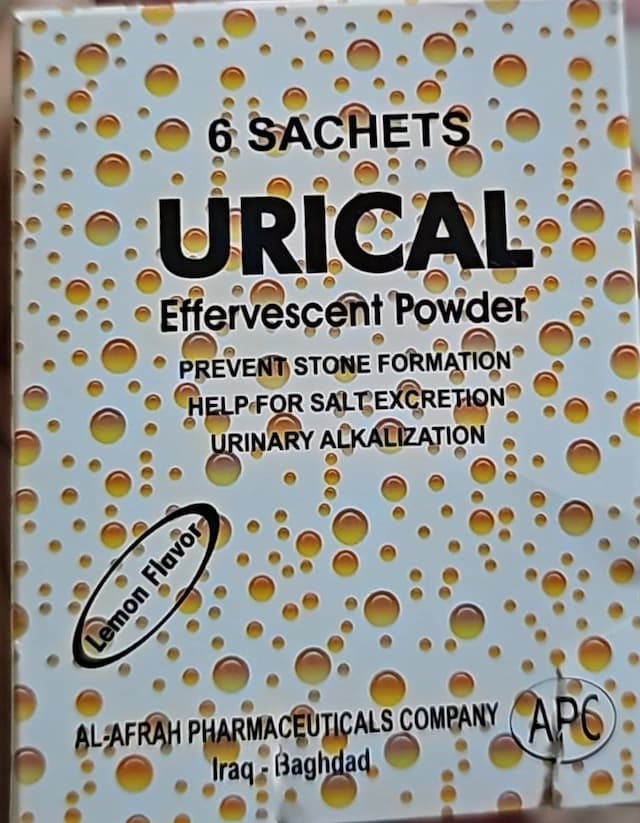 6 SACHETS
URICAL
Effervescent Powder
PREVENT STONE FORMATION
HELP FOR SALT EXCRETION
URINARY ALKALIZATION
Lemon Flavor
AL-AFRAH PHARMACEUTICALS COMPANY
APC
Iraq - Baghdad